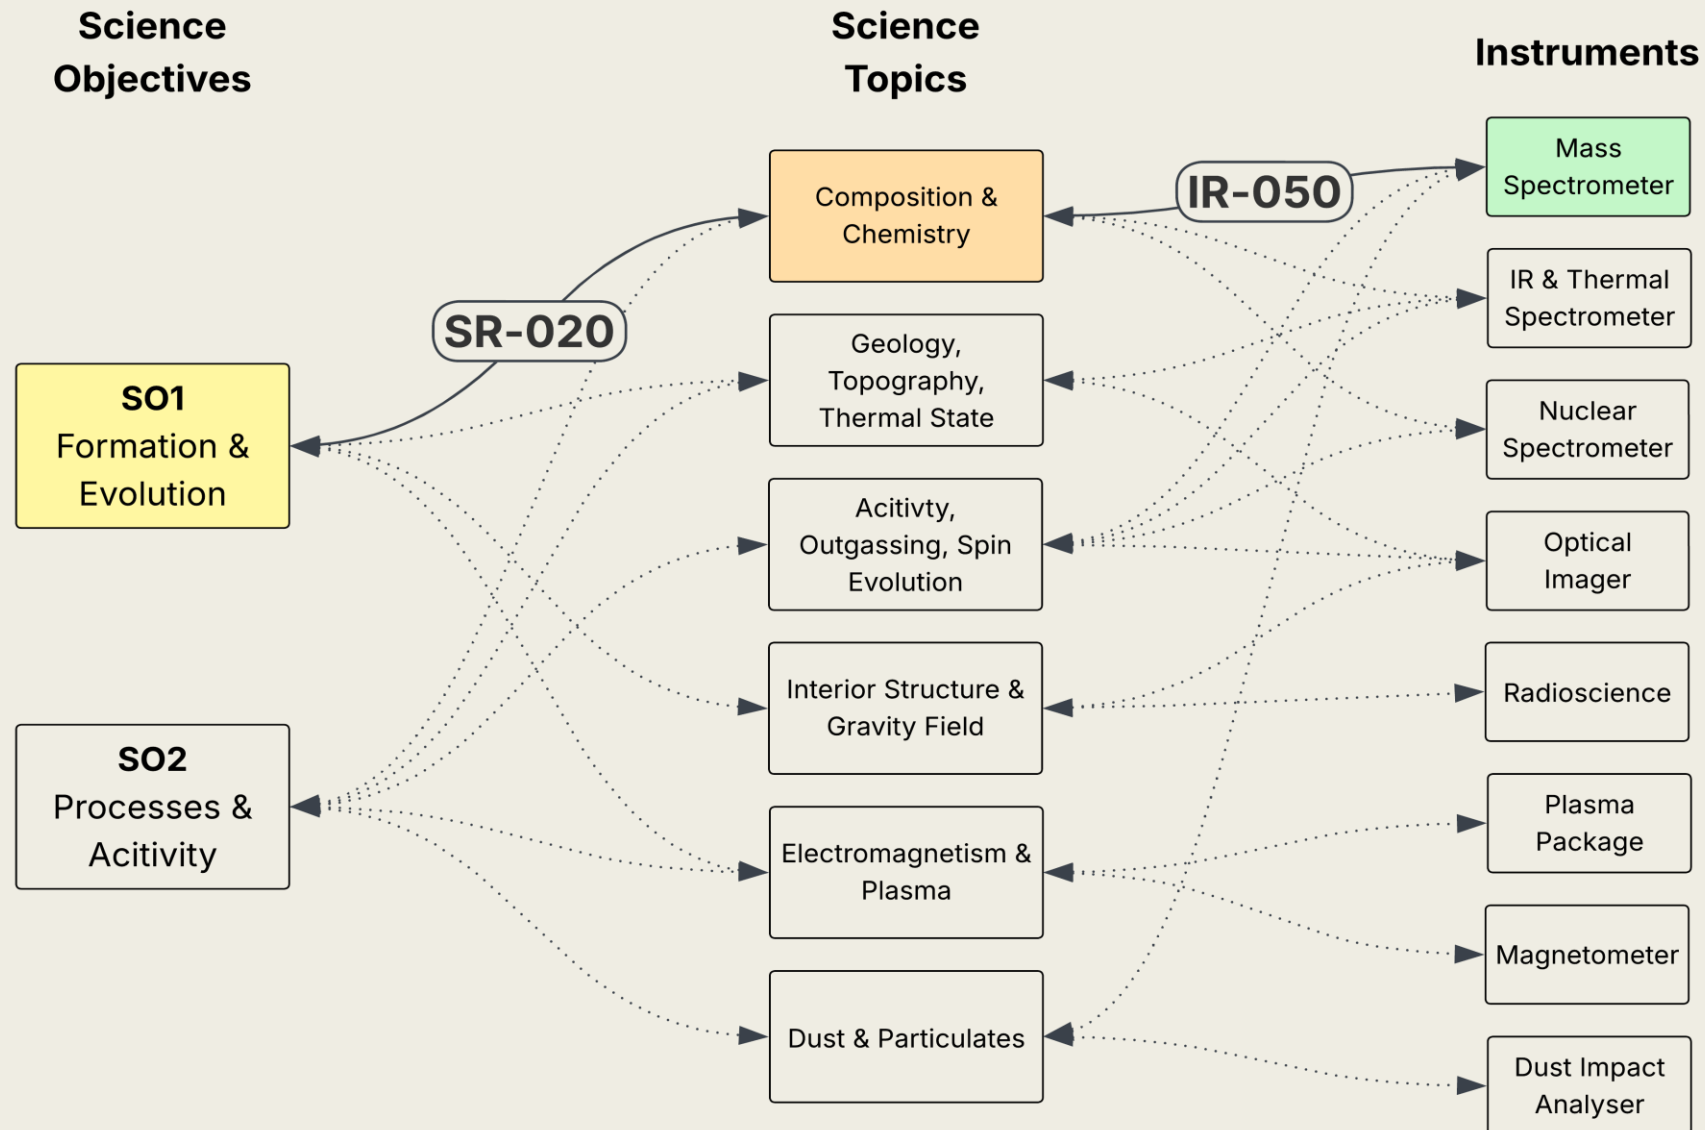 Science
Objectives
Science
Topics
Instruments
SO1
Formation &
Evolution
SO2
Processes &
Acitivity
SR-020
Composition &
Chemistry
Geology,
Topography,
Thermal State
Acitivty,
Outgassing, Spin
Evolution
Interior Structure &
Gravity Field
Electromagnetism &
Plasma
Dust & Particulates
IR-050
Mass
Spectrometer
IR & Thermal
Spectrometer
Nuclear
Spectrometer
Optical
Imager
Radioscience
Plasma
Package
Magnetometer
Dust Impact
Analyser